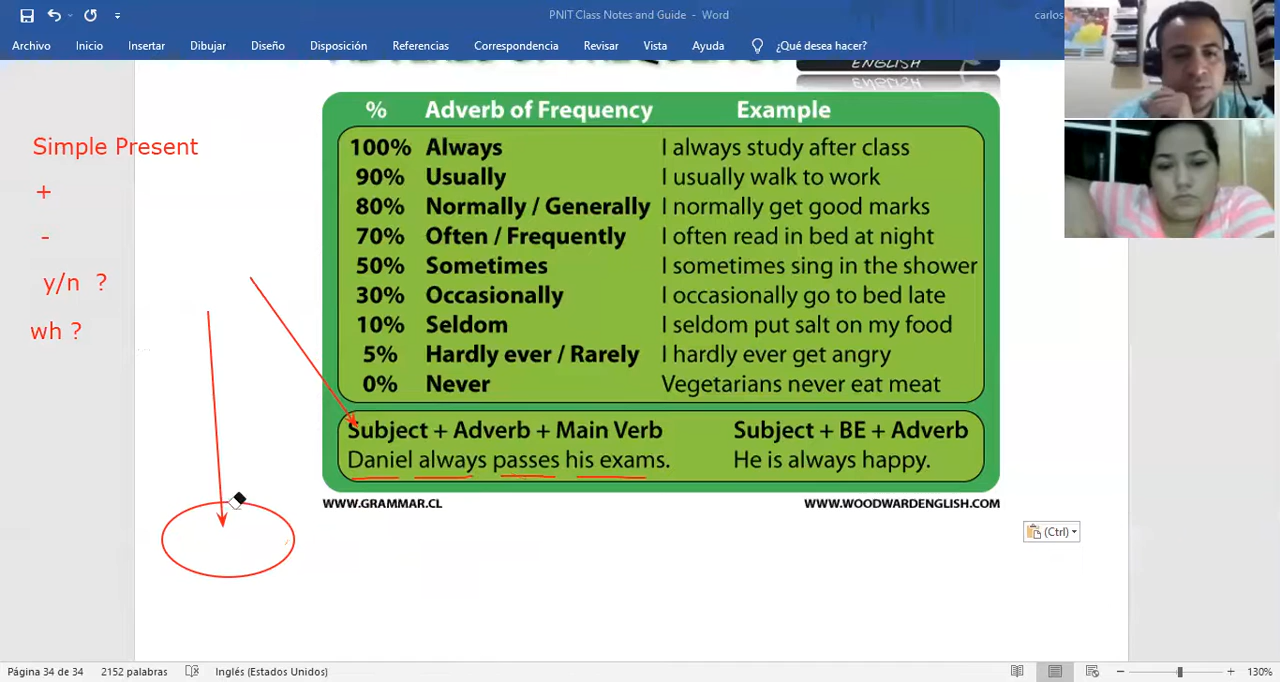 PNIT Class Notes and Guide - Word
carlos
Archivo Inicio Insertar Dibujar Diseño Disposición Referencias Correspondencia Revisar Vista Ayuda ¿Qué desea hacer?
ENGLISH
% Adverb of Frequency Example
100% Always I always study after class
90% Usually I usually walk to work
80% Normally / Generally I normally get good marks
70% Often / Frequently I often read in bed at night
50% Sometimes I sometimes sing in the shower
30% Occasionally I occasionally go to bed late
10% Seldom I seldom put salt on my food
5% Hardly ever / Rarely I hardly ever get angry
0% Never Vegetarians never eat meat
Subject + Adverb + Main Verb Subject + BE + Adverb
Daniel always passes his exams. He is always happy.
WWW.GRAMMAR.CL WWW.WOODWARDENGLISH.COM
Simple Present
+
-
y/n ?
wh ?
(Ctrl)
Página 34 de 34 2152 palabras Inglés (Estados Unidos) 130%